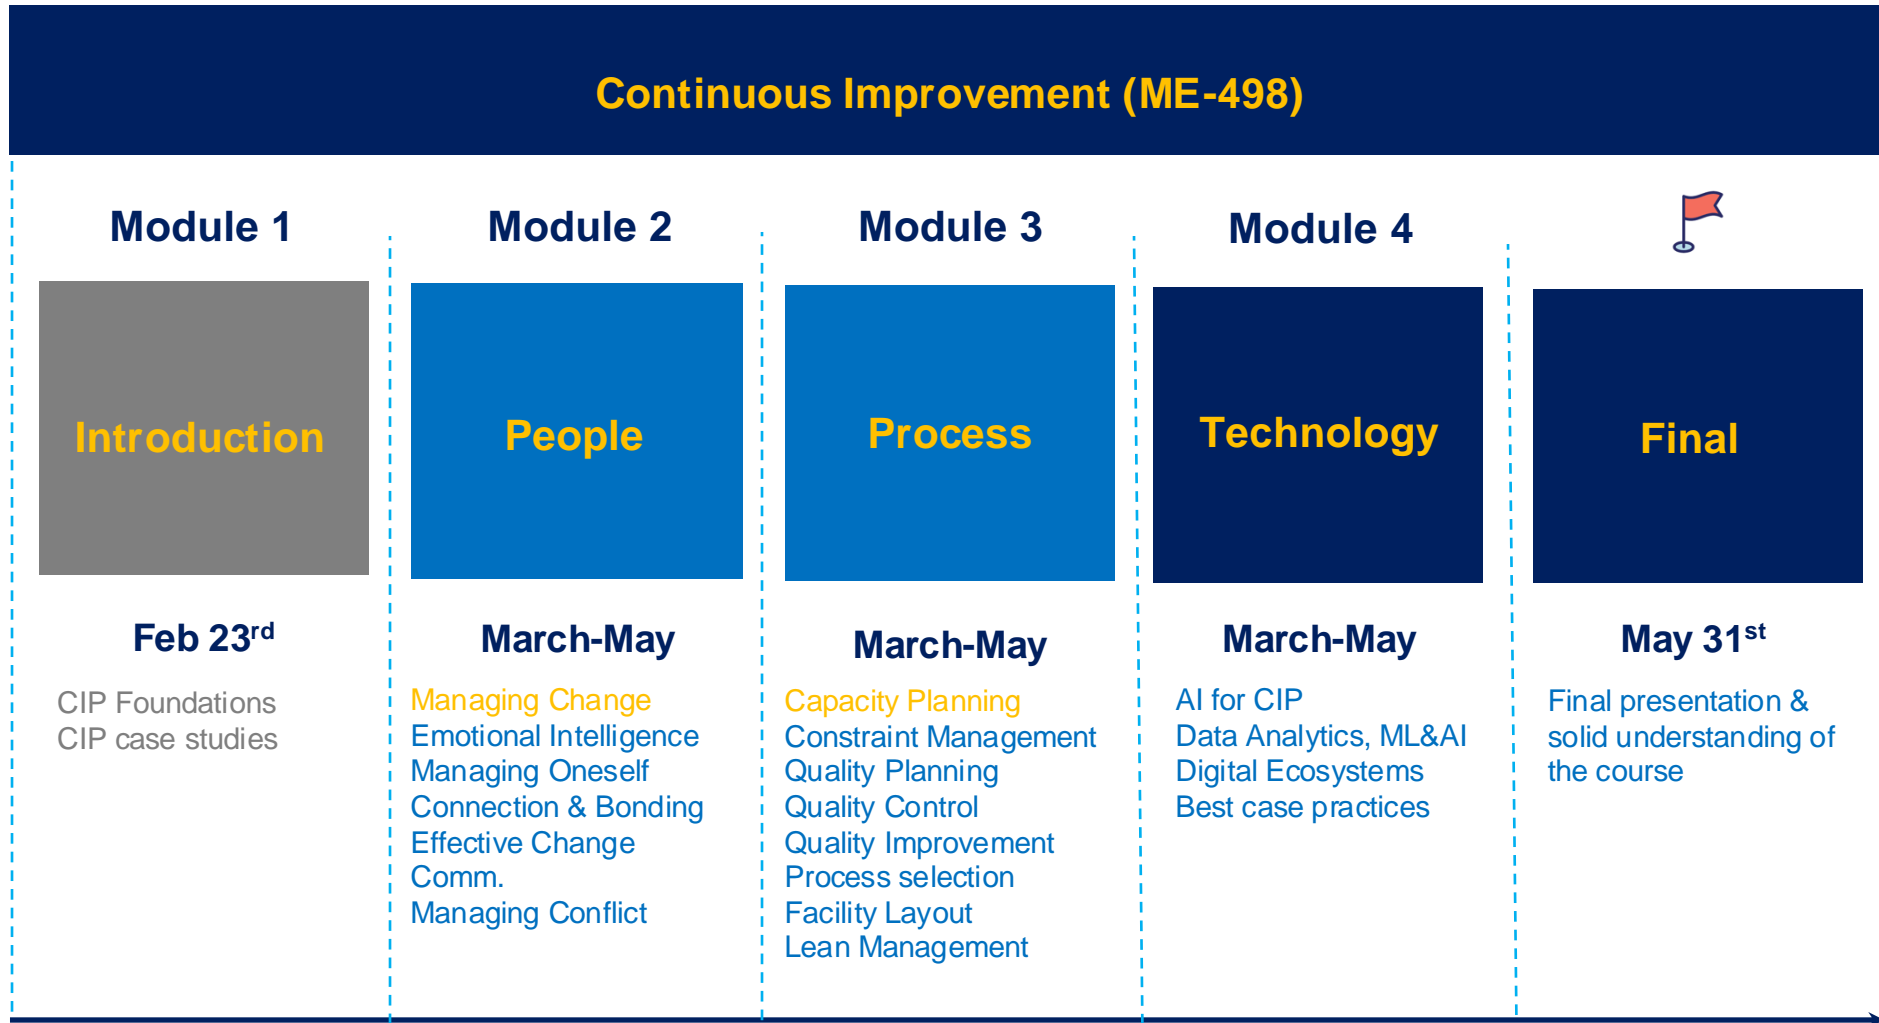 Continuous Improvement (ME-498)
Module 1
Introduction
Feb 23rd
CIP Foundations
CIP case studies
Module 2
People
March-May
Managing Change
Emotional Intelligence
Managing Oneself
Connection & Bonding
Effective Change
Comm.
Managing Conflict
Module 3
Process
March-May
Capacity Planning
Constraint Management
Quality Planning
Quality Control
Quality Improvement
Process selection
Facility Layout
Lean Management
Module 4
Technology
March-May
AI for CIP
Data Analytics, ML&AI
Digital Ecosystems
Best case practices
Final
May 31st
Final presentation &
solid understanding of
the course